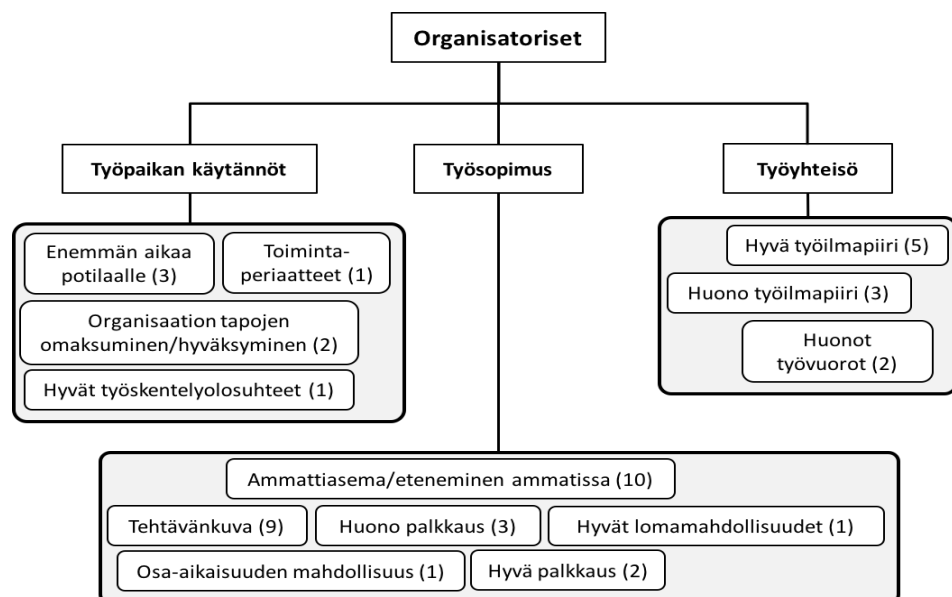 Organisatoriset
Työpaikan käytännöt
Työsopimus
Työyhteisö
Enemmän aikaa
potilaalle (3)
Toiminta-
periaatteet (1)
Organisaation tapojen
omaksuminen/hyväksyminen (2)
Hyvät työskentelyolosuhteet (1)
Hyvä työilmapiiri (5)
Huono työilmapiiri (3)
Huonot
työvuorot (2)
Ammattiasema/eteneminen ammatissa (10)
Tehtävänkuva (9)
Huono palkkaus (3)
Hyvät lomamahdollisuudet (1)
Osa-aikaisuuden mahdollisuus (1)
Hyvä palkkaus (2)